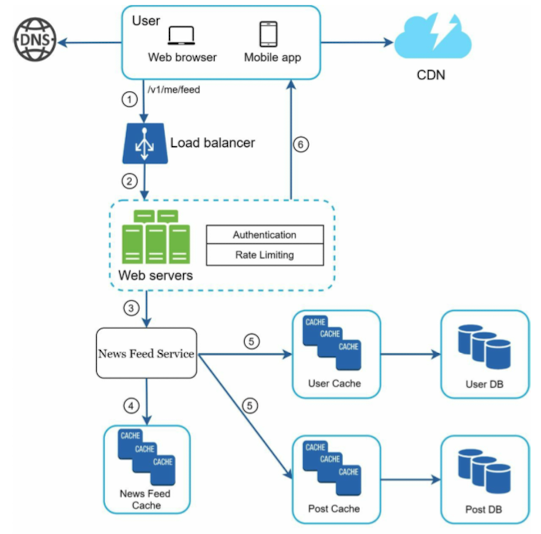 User
DNS
Web browser
Mobile app
CDN
1
/v1/me/feed
Load balancer
6
2
Authentication
Rate Limiting
Web servers
3
News Feed Service
5
CACHE
CACHE
CACHE
User Cache
User DB
4
5
CACHE
CACHE
CACHE
News Feed
Cache
CACHE
CACHE
CACHE
Post Cache
Post DB